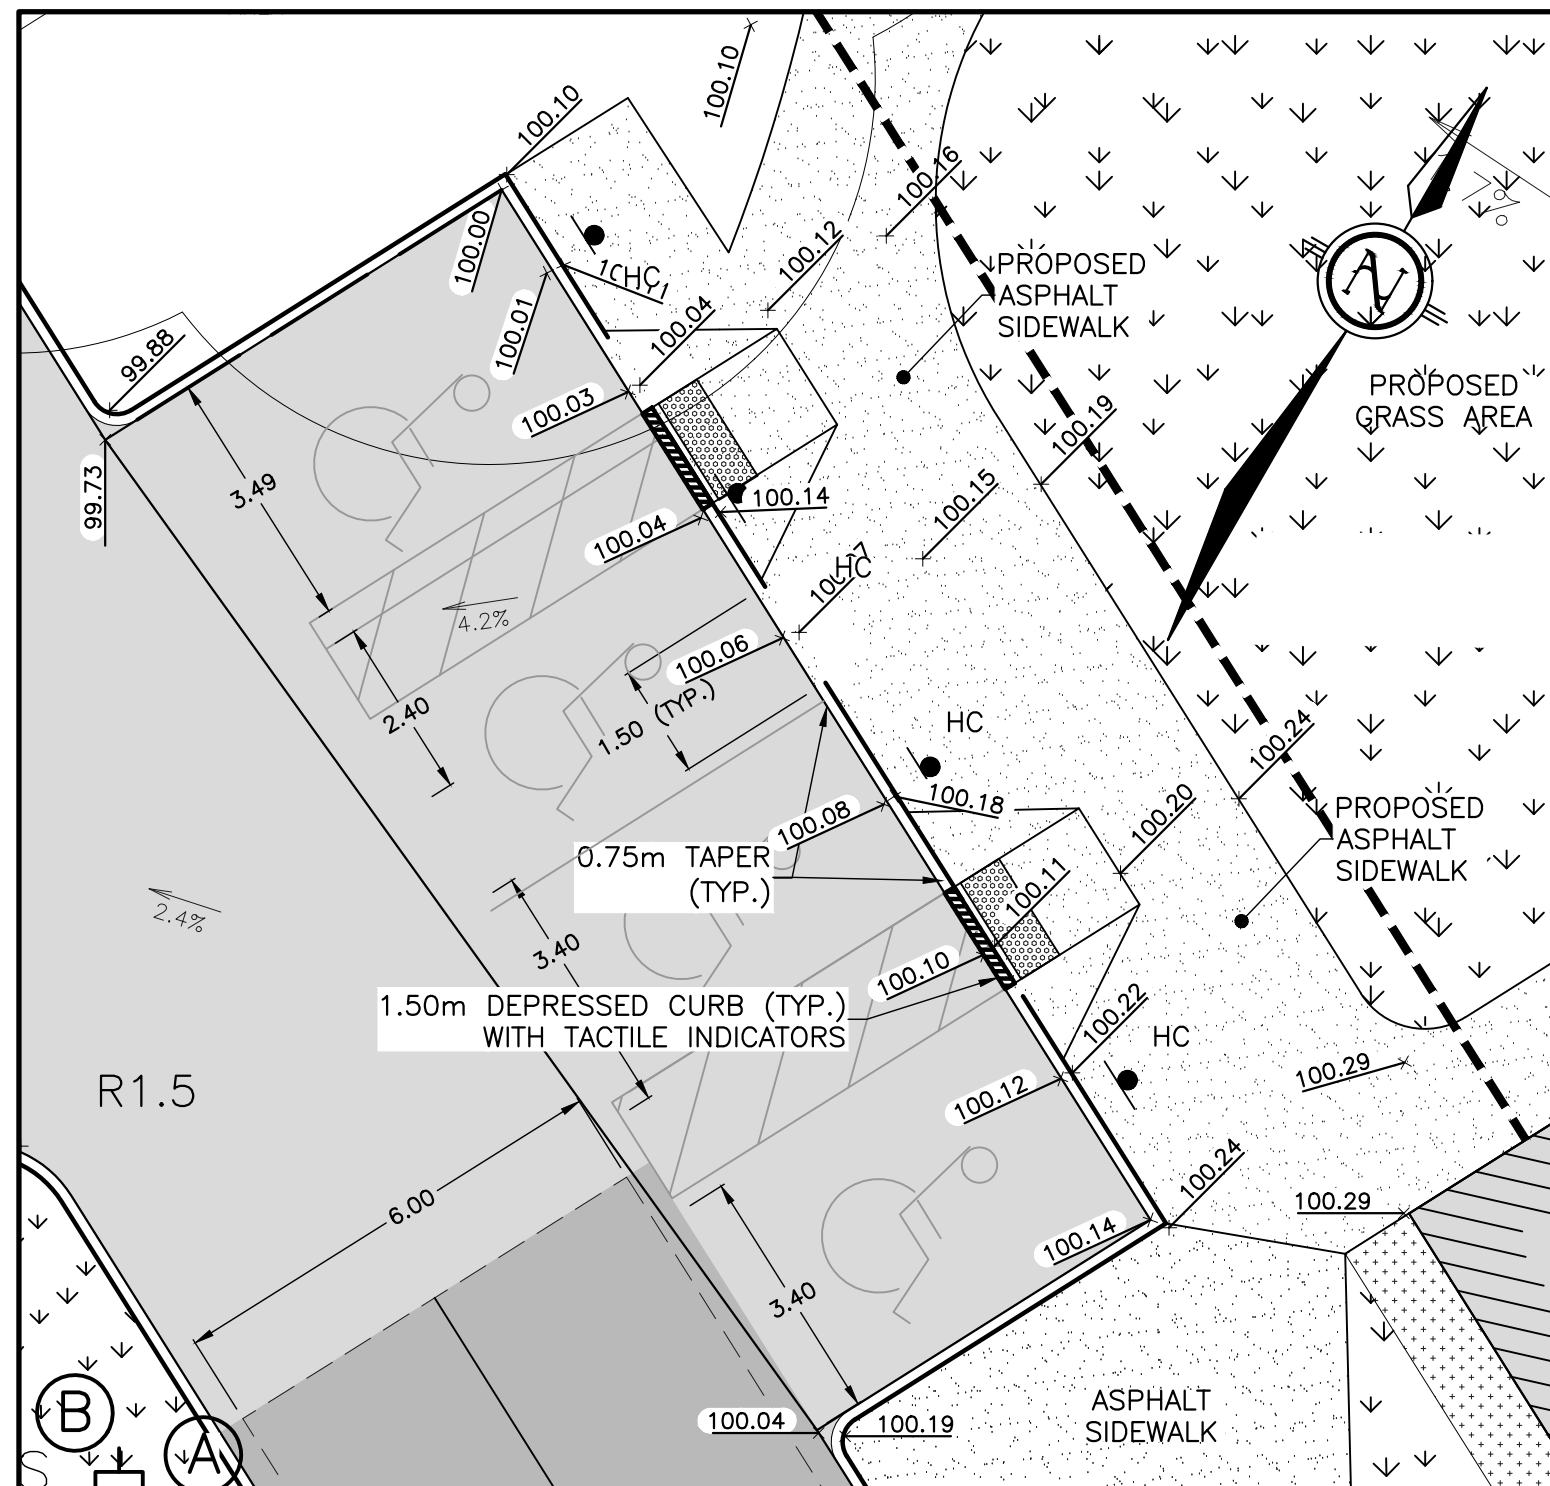 100.10
100.10
100.16
100.00
100.12
HC
100.01
100.04
PROPOSED
ASPHALT
SIDEWALK
99.88
100.03
PROPOSED
GRASS AREA
100.19
3.49
99.73
100.14
100.15
100.04
HC
4.2%
100.06
2.40
1.50 (TYP.)
HC
100.24
100.18
100.20
100.08
PROPOSED
ASPHALT
SIDEWALK
0.75m TAPER
(TYP.)
100.11
2.4%
3.40
100.10
1.50m DEPRESSED CURB (TYP.)
WITH TACTILE INDICATORS
100.22
HC
100.29
R1.5
100.12
100.24
6.00
100.29
100.14
3.40
B
A
100.04
100.19
ASPHALT
SIDEWALK
N
S